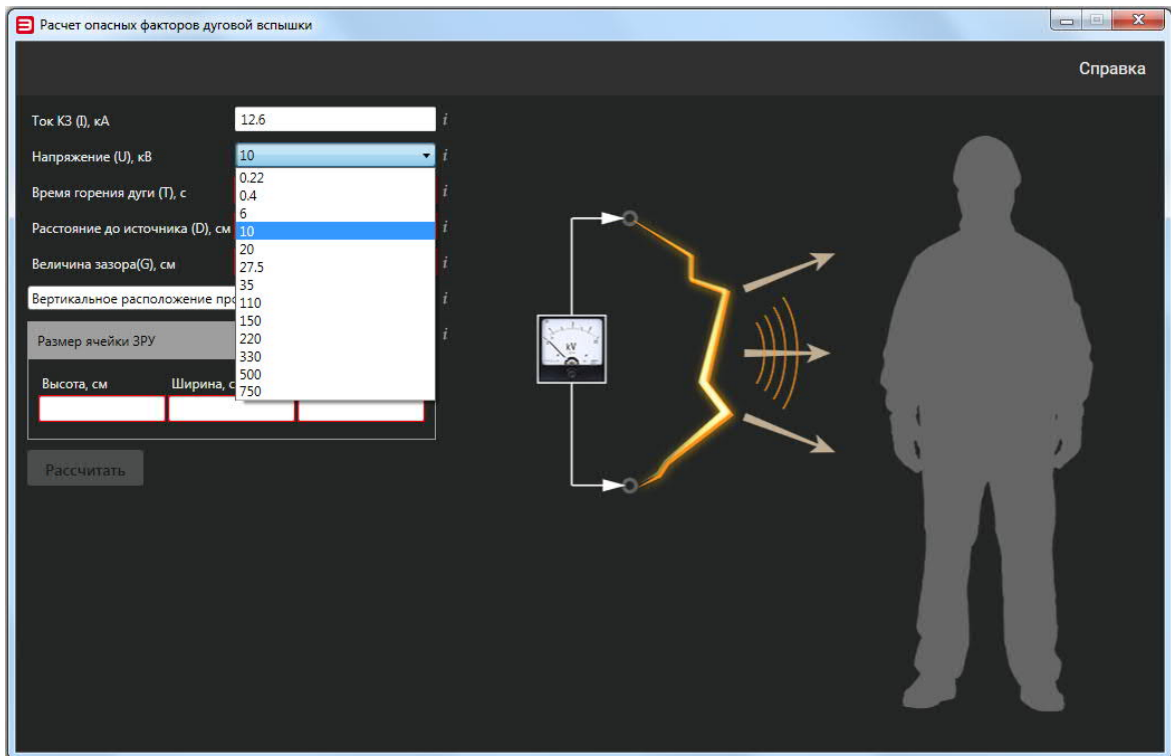 Расчет опасных факторов дуговой вспышки
Справка
Ток КЗ (I), кА
12.6
i
Напряжение (U), кВ
10
i
Время горения дуги (T), с
i
Расстояние до источника (D), см
i
Величина зазора(G), см
i
Вертикальное расположение
i
0.22
0.4
6
10
20
27.5
35
110
150
220
330
500
750
Размер ячейки ЗРУ
i
Высота, см
Ширина,
Рассчитать
kV